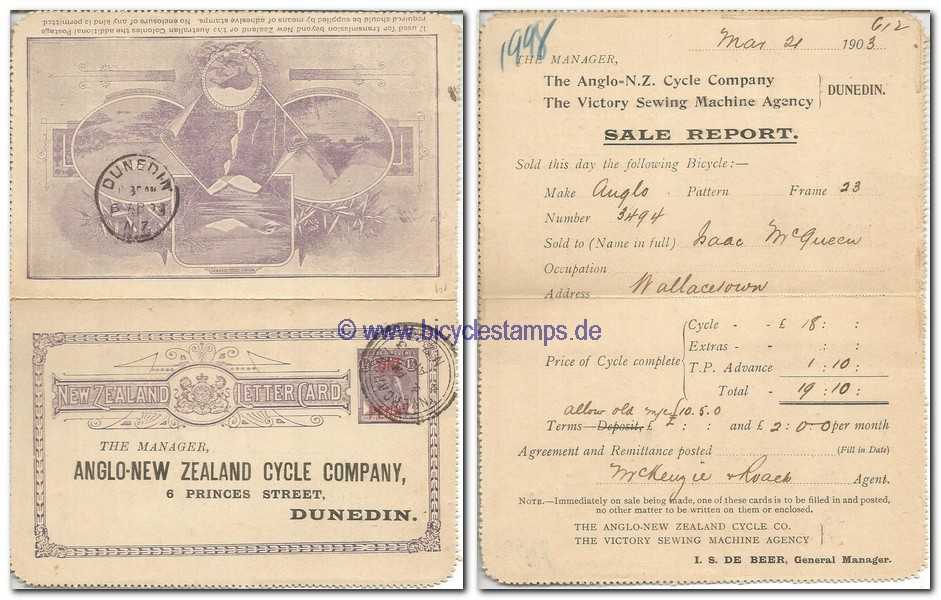 If used for transmission beyond New Zealand or the Australian Colonies the additional Postage
required should be supplied by means of adhesive stamps. No enclosure of any kind is permitted.
DUNEDIN
N.Z.
NEW ZEALAND LETTER CARD
THE MANAGER,
ANGLO-NEW ZEALAND CYCLE COMPANY,
6 PRINCES STREET,
DUNEDIN.
© www.bicyclestamps.de
1998
612
Mar 21 1903
THE MANAGER,
The Anglo-N.Z. Cycle Company
The Victory Sewing Machine Agency
DUNEDIN.
SALE REPORT.
Sold this day the following Bicycle:—
Make Anglo Pattern Frame 23
Number 3494
Sold to (Name in full) Isaac McQueen
Occupation
Address Wallacetown
Price of Cycle complete
Cycle - - £ 18 : :
Extras - : :
T.P. Advance 1 : 10 :
Total - 19 : 10 :
allow old m/c £10.5.0
Terms—Deposit, £ : : and £ 2 : 0-0 per month
Agreement and Remittance posted (Fill in Date)
McKenzie & Roach Agent.
NOTE.—Immediately on sale being made, one of these cards is to be filled in and posted,
no other matter to be written on them or enclosed.
THE ANGLO-NEW ZEALAND CYCLE CO.
THE VICTORY SEWING MACHINE AGENCY
I. S. DE BEER, General Manager.